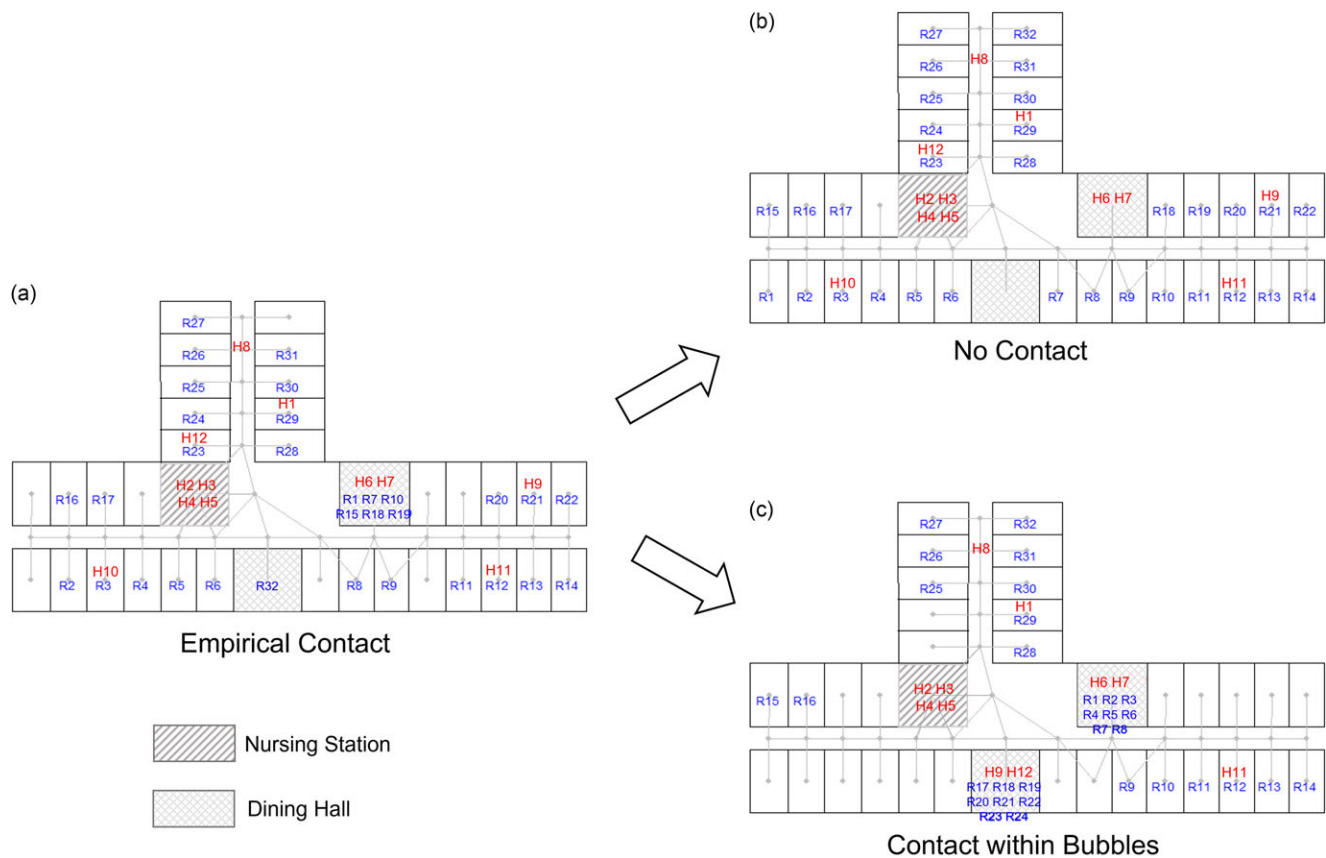 (a)
R27
H8
R26 R31
R25 R30
H1
R24 R29
H12
R23 R28
H2 H3
H4 H5
H6 H7
R1 R7 R10
R15 R18 R19
H9
R16 R17 R20 R21 R22
H10 H11
R2 R3 R4 R5 R6 R32 R8 R9 R11 R12 R13 R14
Empirical Contact
Nursing Station
Dining Hall
(b)
R27 R32
H8
R26 R31
R25 R30
H1
R24 R29
H12
R23 R28
H2 H3
H4 H5
H6 H7
H9
R15 R16 R17 R18 R19 R20 R21 R22
H10 H11
R1 R2 R3 R4 R5 R6 R7 R8 R9 R10 R11 R12 R13 R14
No Contact
(c)
R27 R32
H8
R26 R31
R25 R30
H1
R29
R28
H2 H3
H4 H5
H6 H7
R1 R2 R3
R4 R5 R6
R7 R8
R15 R16
H9 H12
R17 R18 R19
R20 R21 R22
R23 R24
H11
R9 R10 R11 R12 R13 R14
Contact within Bubbles